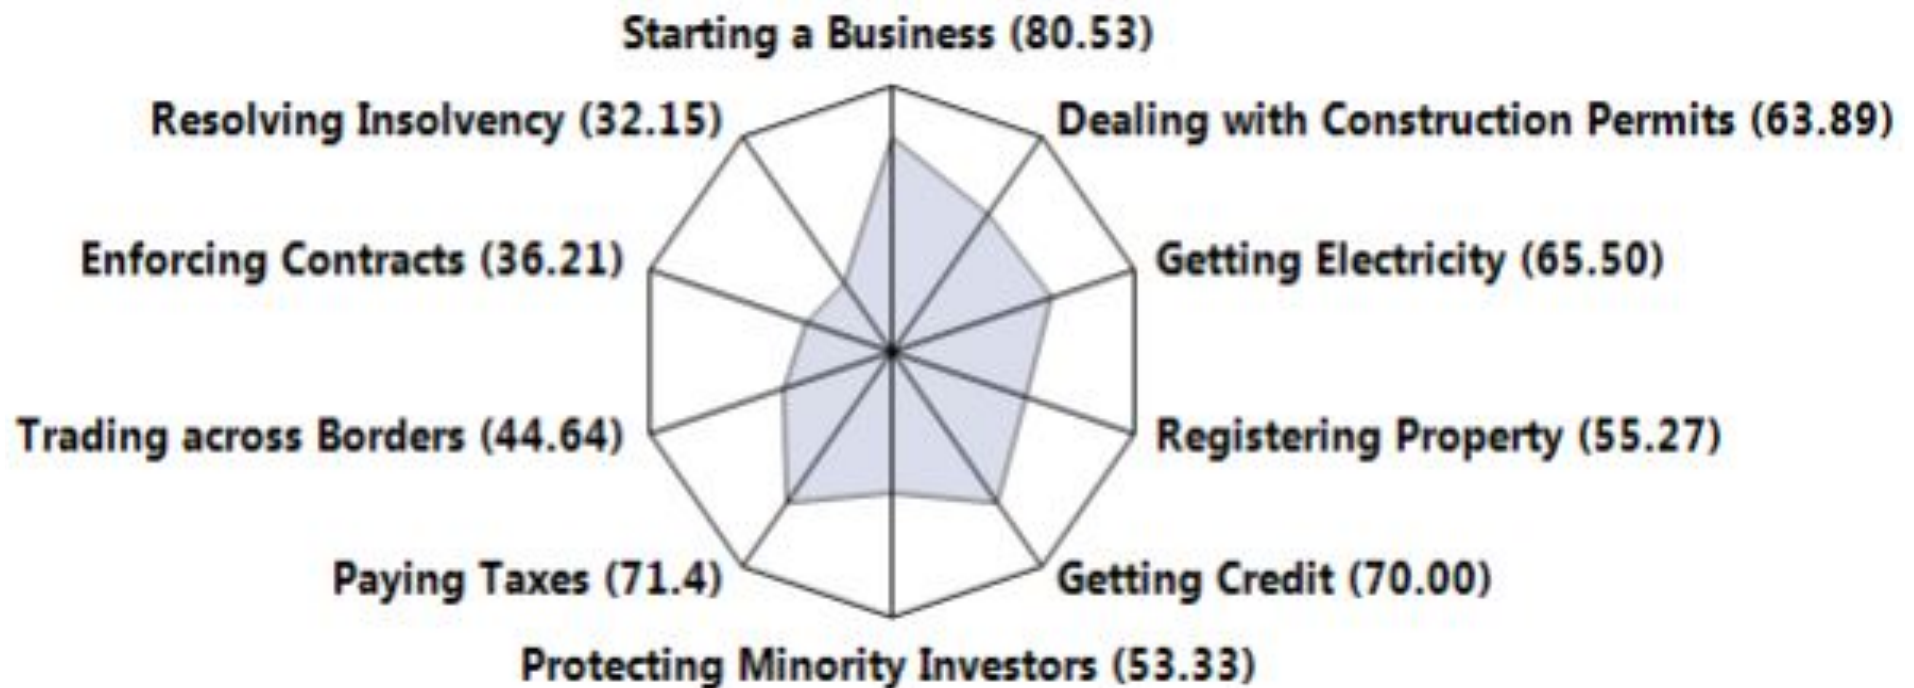 Starting a Business (80.53)
Resolving Insolvency (32.15)
Dealing with Construction Permits (63.89)
Enforcing Contracts (36.21)
Getting Electricity (65.50)
Trading across Borders (44.64)
Registering Property (55.27)
Paying Taxes (71.4)
Getting Credit (70.00)
Protecting Minority Investors (53.33)